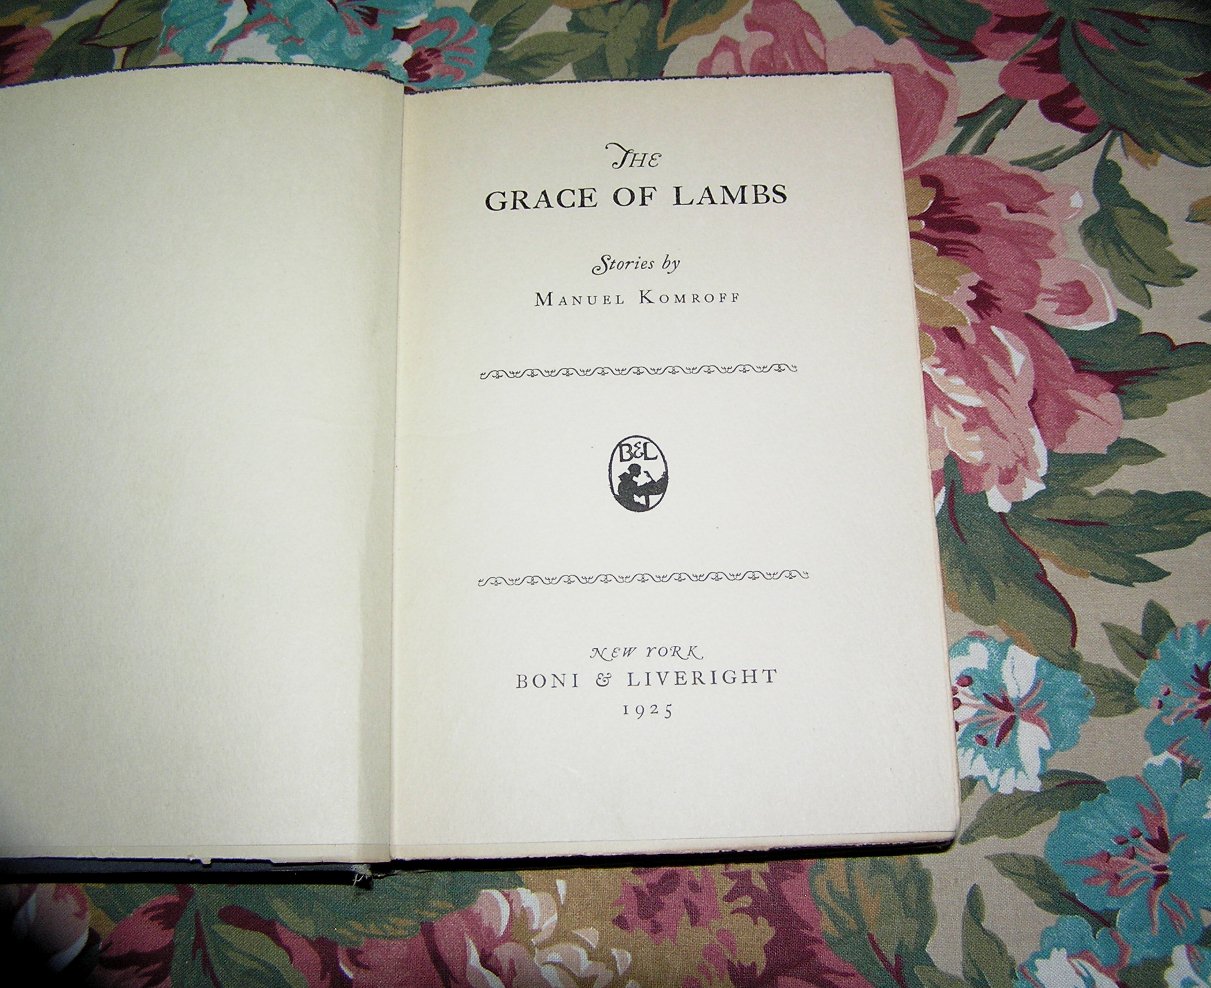 THE
GRACE OF LAMBS
Stories by
MANUEL KOMROFF
B&L
NEW YORK
BONI & LIVERIGHT
1925